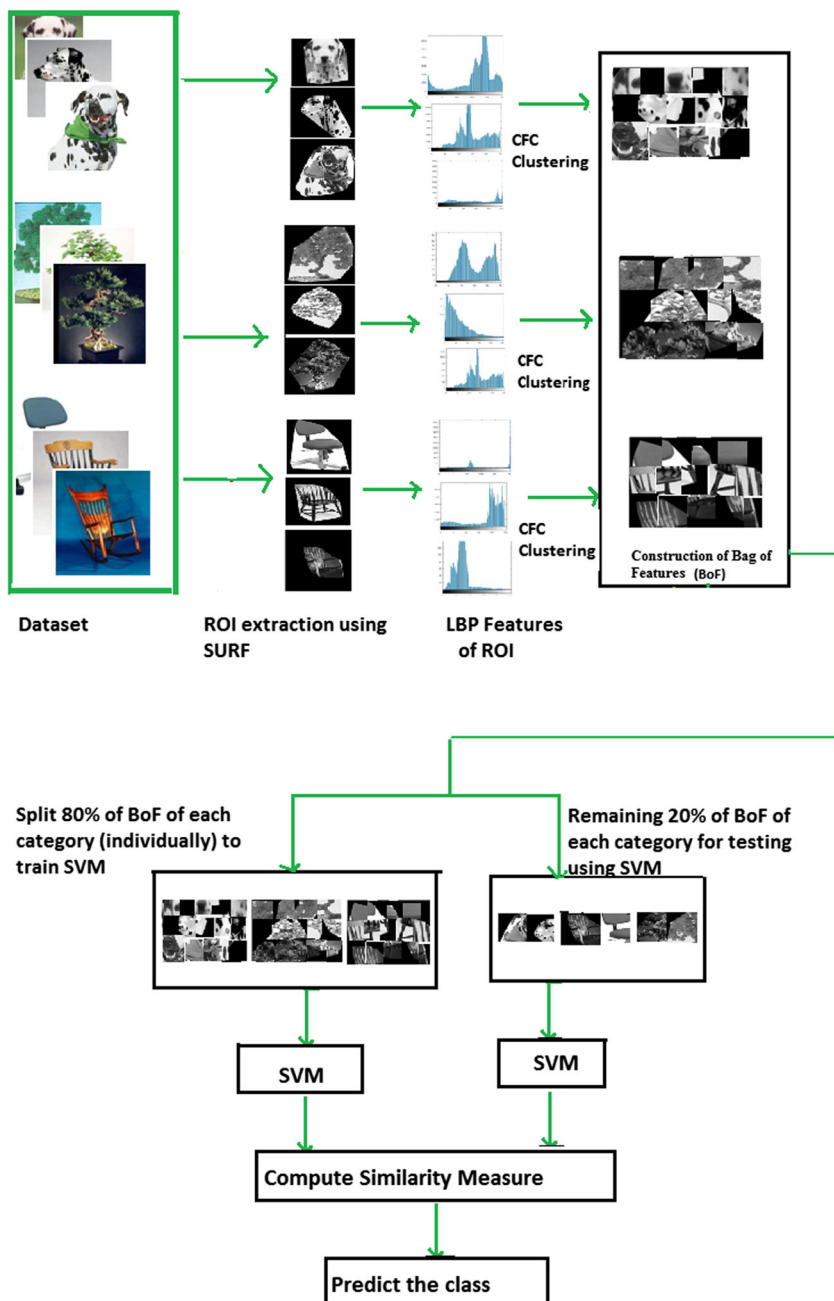 CFC
Clustering
CFC
Clustering
CFC
Clustering
Construction of Bag of
Features (BoF)
Dataset
ROI extraction using
SURF
LBP Features
of ROI
Split 80% of BoF of each
category (individually) to
train SVM
Remaining 20% of BoF of
each category for testing
using SVM
SVM
SVM
Compute Similarity Measure
Predict the class